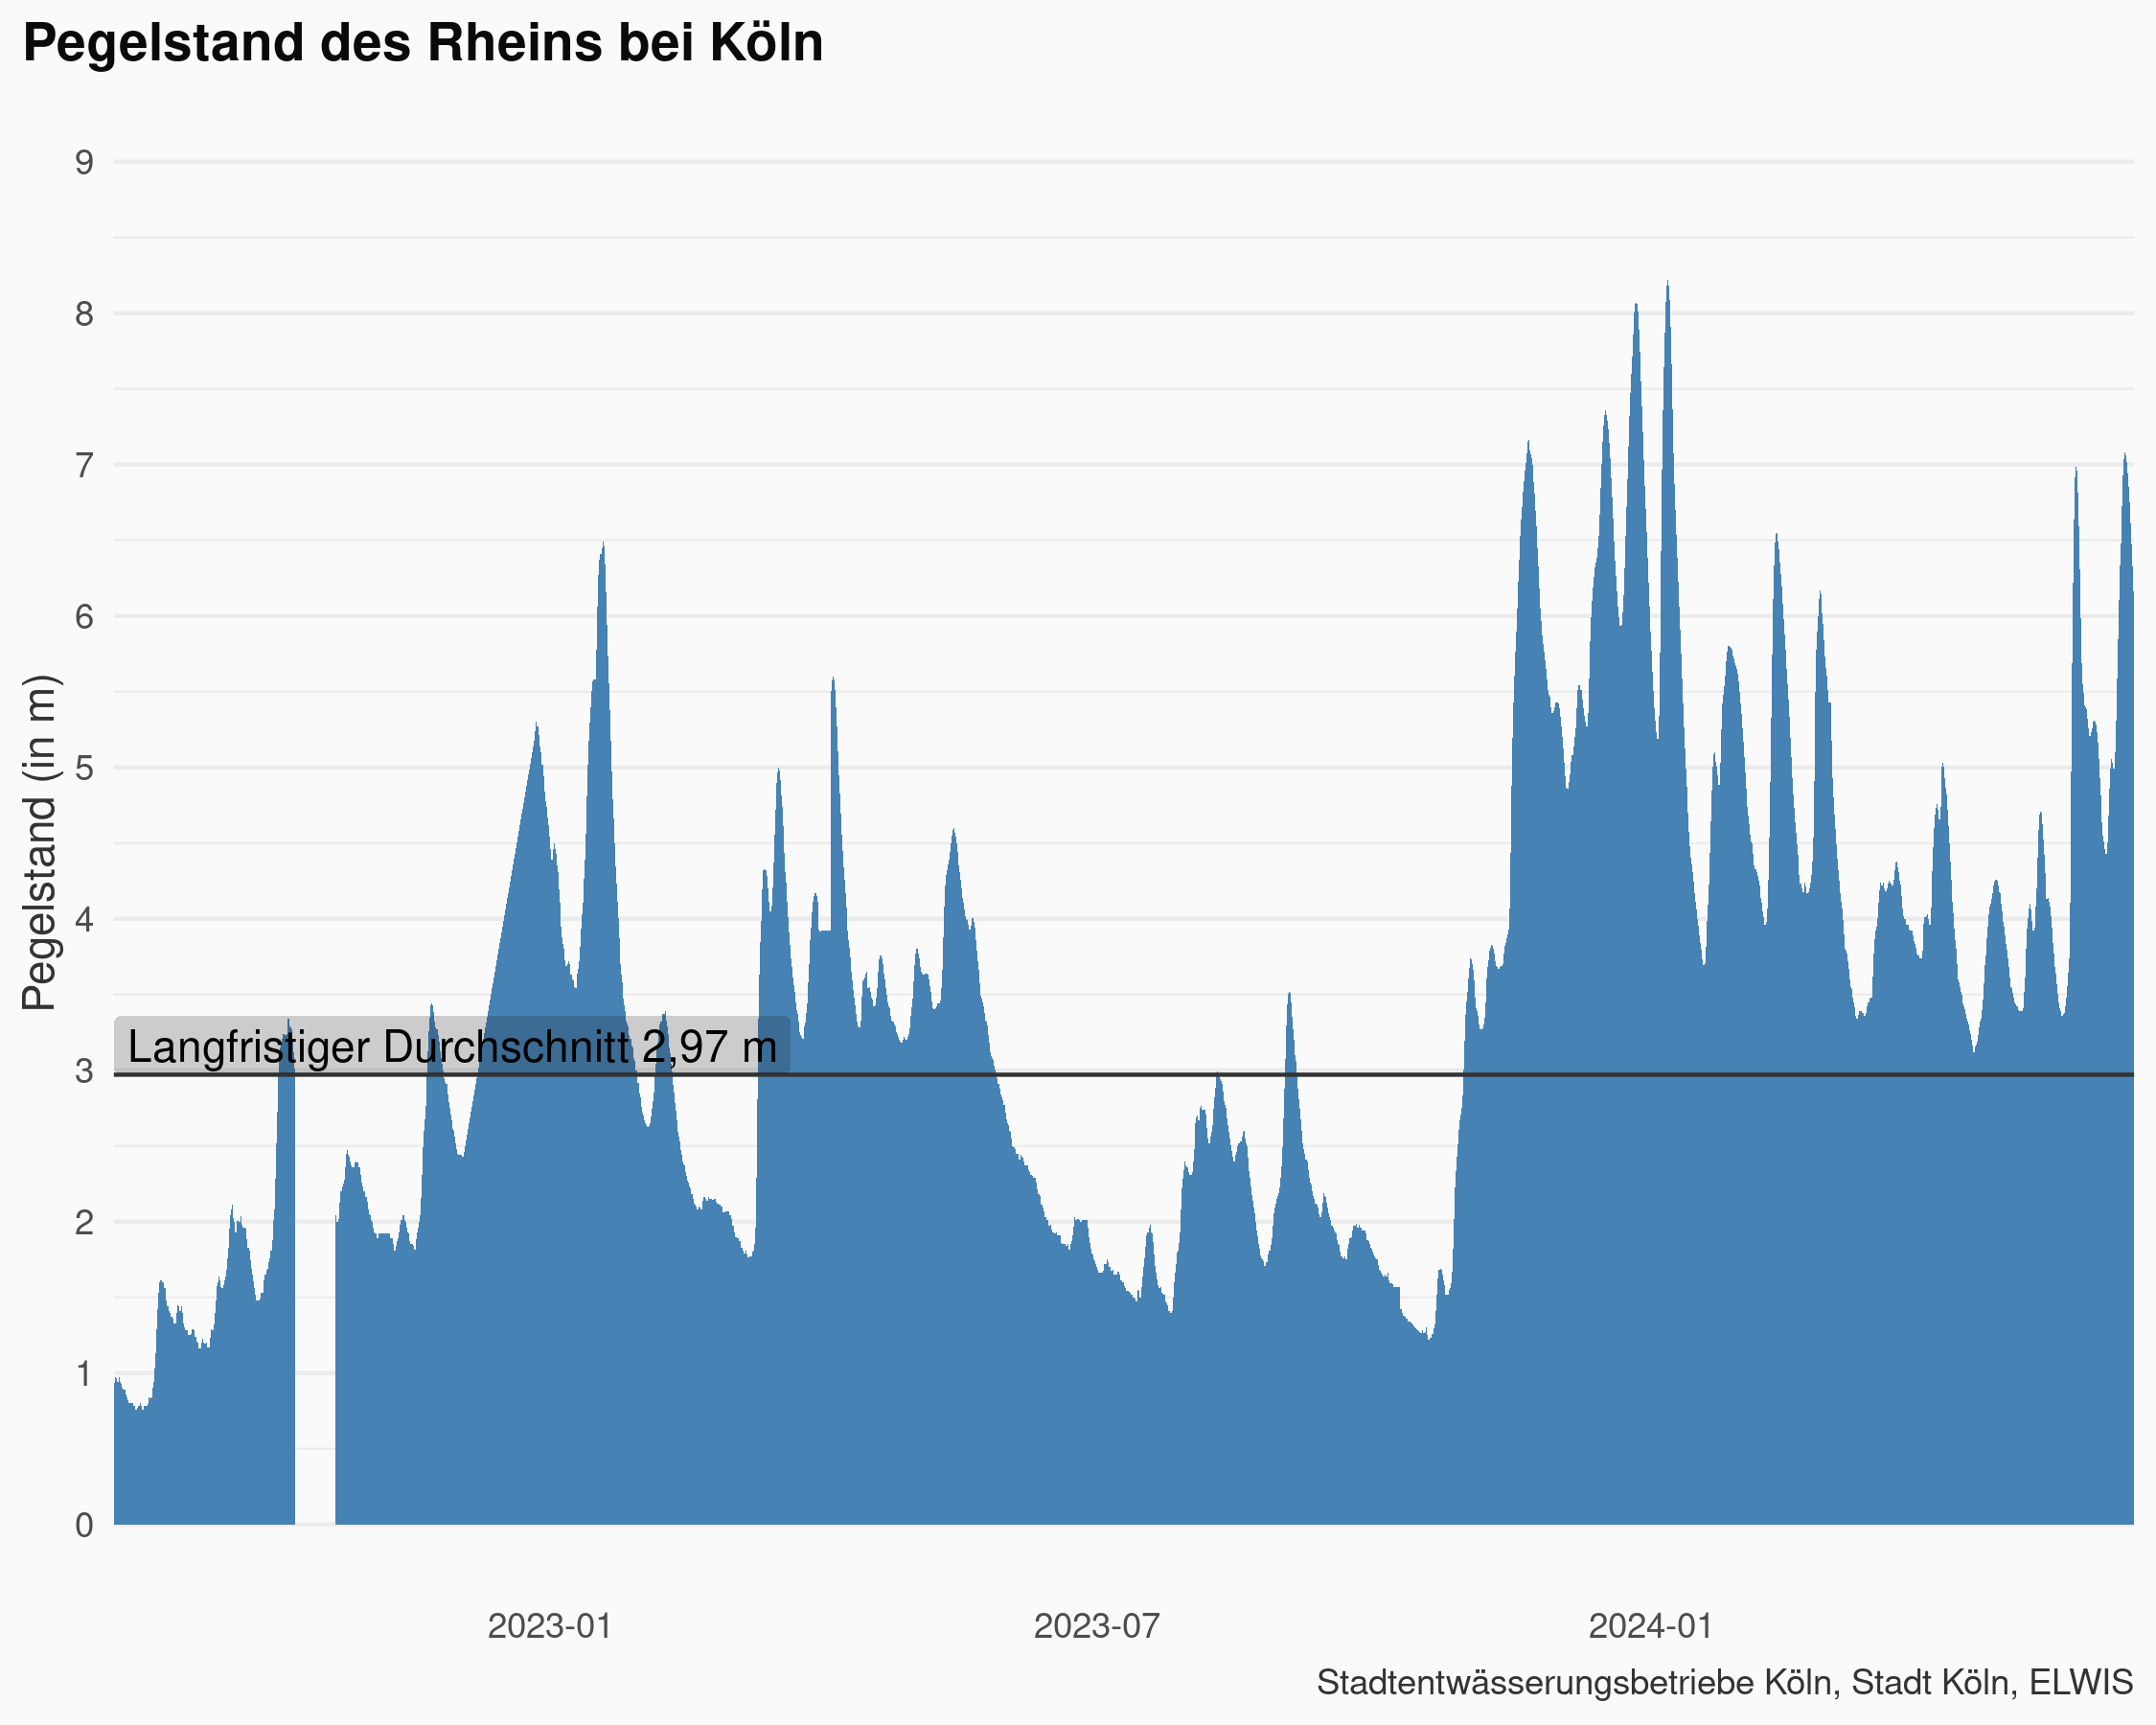 Pegelstand des Rheins bei Köln
Pegelstand (in m)
9
8
7
6
5
4
3
2
1
0
Langfristiger Durchschnitt 2,97 m
2023-01 2023-07 2024-01
Stadtentwässerungsbetriebe Köln, Stadt Köln, ELWIS